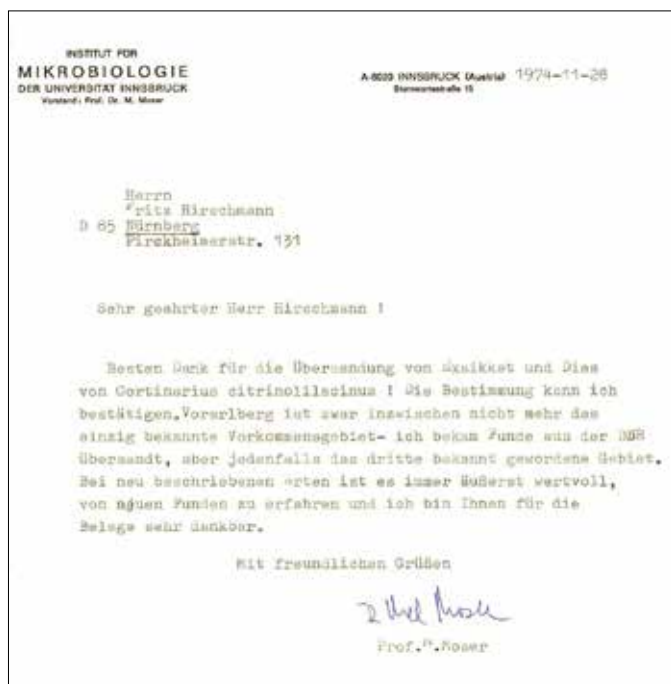 INSTITUT FÜR
MIKROBIOLOGIE
DER UNIVERSITÄT INNSBRUCK
Vorstand: Prof. Dr. M. Moser
A-6020 INNSBRUCK (Austria) 1974-11-28
Sternwartestraße 15
Herrn
Fritz Hirschmann
D 85 Nürnberg
Pirckheimerstr. 131
Sehr geehrter Herr Hirschmann !
Besten Dank für die Übersendung von Exsikkat und Dias
von Cortinarius citrinolilacinus ! Die Bestimmung kann ich
bestätigen.Vorarlberg ist zwar inzwischen nicht mehr das
einzig bekannte Vorkommensgebiet- ich bekam Funde aus der DDR
übersandt, aber jedenfalls das dritte bekannt gewordene Gebiet.
Bei neu beschriebenen Arten ist es immer äußerst wertvoll,
von neuen Funden zu erfahren und ich bin Ihnen für die
Belege sehr dankbar.
Mit freundlichen Grüßen
Prof.M.Moser